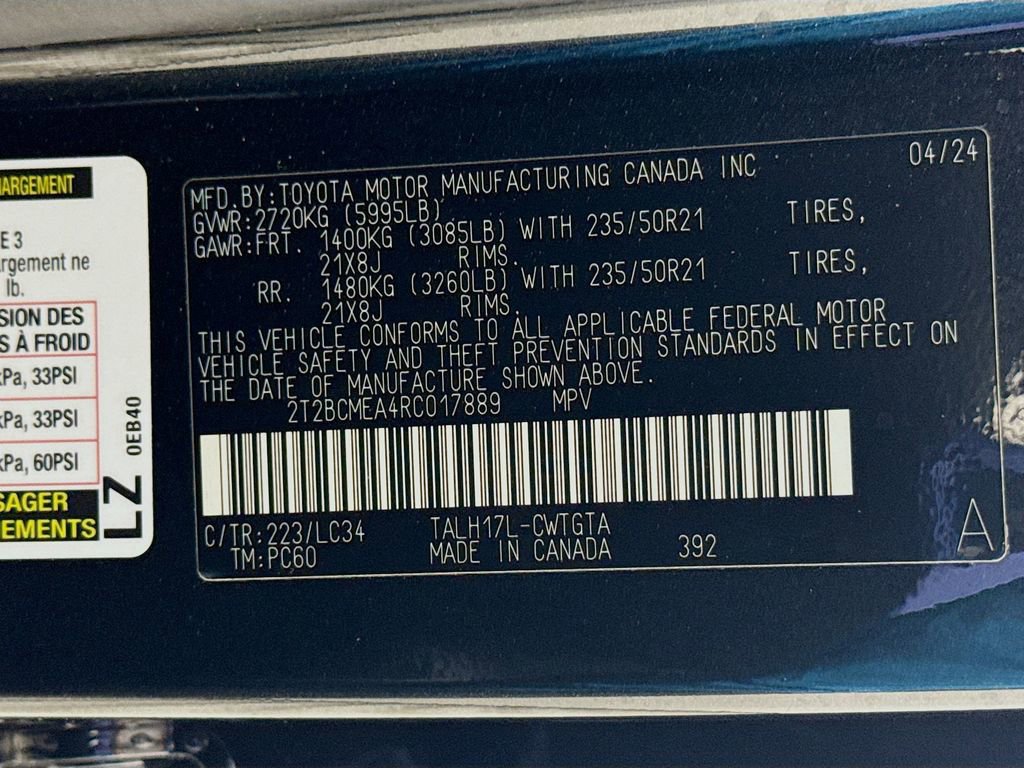 ARGEMENT
E 3
rgement ne
lb.
SION DES
S À FROID
kPa, 33PSI
kPa, 33PSI
kPa, 60PSI
SAGER
EMENTS
LZ 0EB40
04/24
MFD.BY:TOYOTA MOTOR MANUFACTURING CANADA INC
GVWR:2720KG (5995LB)
GAWR:FRT. 1400KG (3085LB) WITH 235/50R21 TIRES,
21X8J RIMS.
RR. 1480KG (3260LB) WITH 235/50R21 TIRES,
21X8J RIMS.
THIS VEHICLE CONFORMS TO ALL APPLICABLE FEDERAL MOTOR
VEHICLE SAFETY AND THEFT PREVENTION STANDARDS IN EFFECT ON
THE DATE OF MANUFACTURE SHOWN ABOVE.
2T2BCMEA4RC017889 MPV
C/TR:223/LC34 TALH17L-CWTGTA
TM:PC60 MADE IN CANADA 392
A